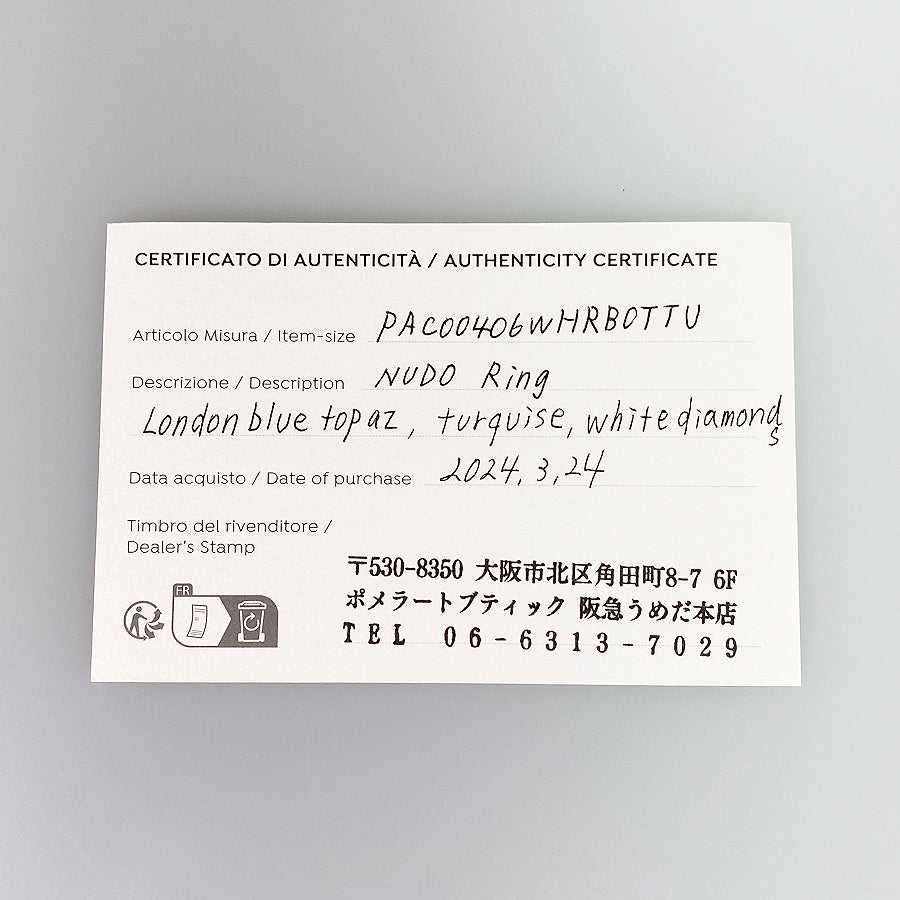 CERTIFICATO DI AUTENTICITÀ / AUTHENTICITY CERTIFICATE
Articolo Misura / Item-size PAC00406WHRBOTTU
Descrizione / Description NUDO Ring
London blue topaz, turquise, white diamonds
Data acquisto / Date of purchase 2024, 3, 24
Timbro del rivenditore /
Dealer's Stamp
〒530-8350 大阪市北区角田町8-7 6F
ポメラートブティック 阪急うめだ本店
TEL 06-6313-7029
FR